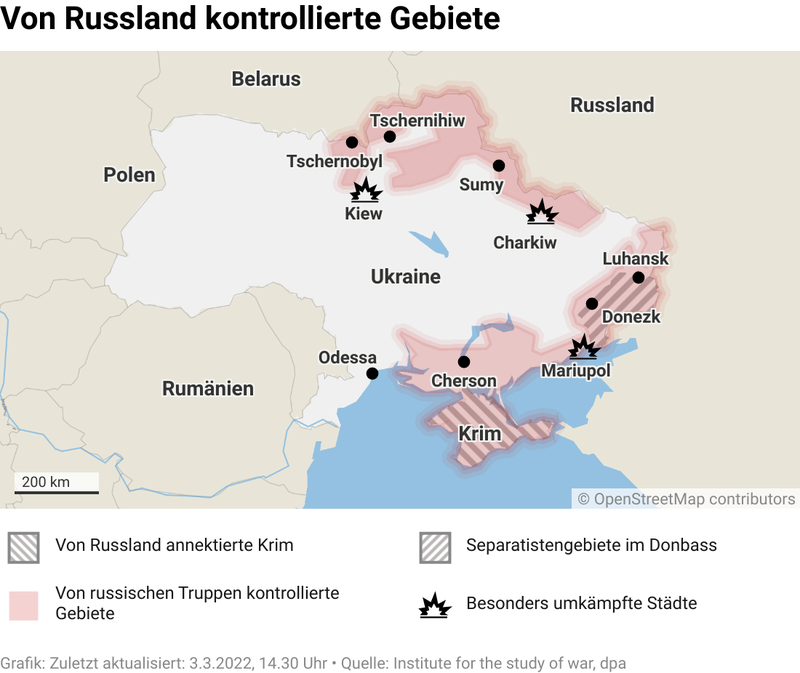 Von Russland kontrollierte Gebiete
Belarus
Russland
Tschernihiw
Tschernobyl
Polen
Sumy
Kiew
Charkiw
Luhansk
Ukraine
Donezk
Odessa
Mariupol
Cherson
Rumänien
Krim
200 km
© OpenStreetMap contributors
Von Russland annektierte Krim
Separatistengebiete im Donbass
Von russischen Truppen kontrollierte
Gebiete
Besonders umkämpfte Städte
Grafik: Zuletzt aktualisiert: 3.3.2022, 14.30 Uhr • Quelle: Institute for the study of war, dpa